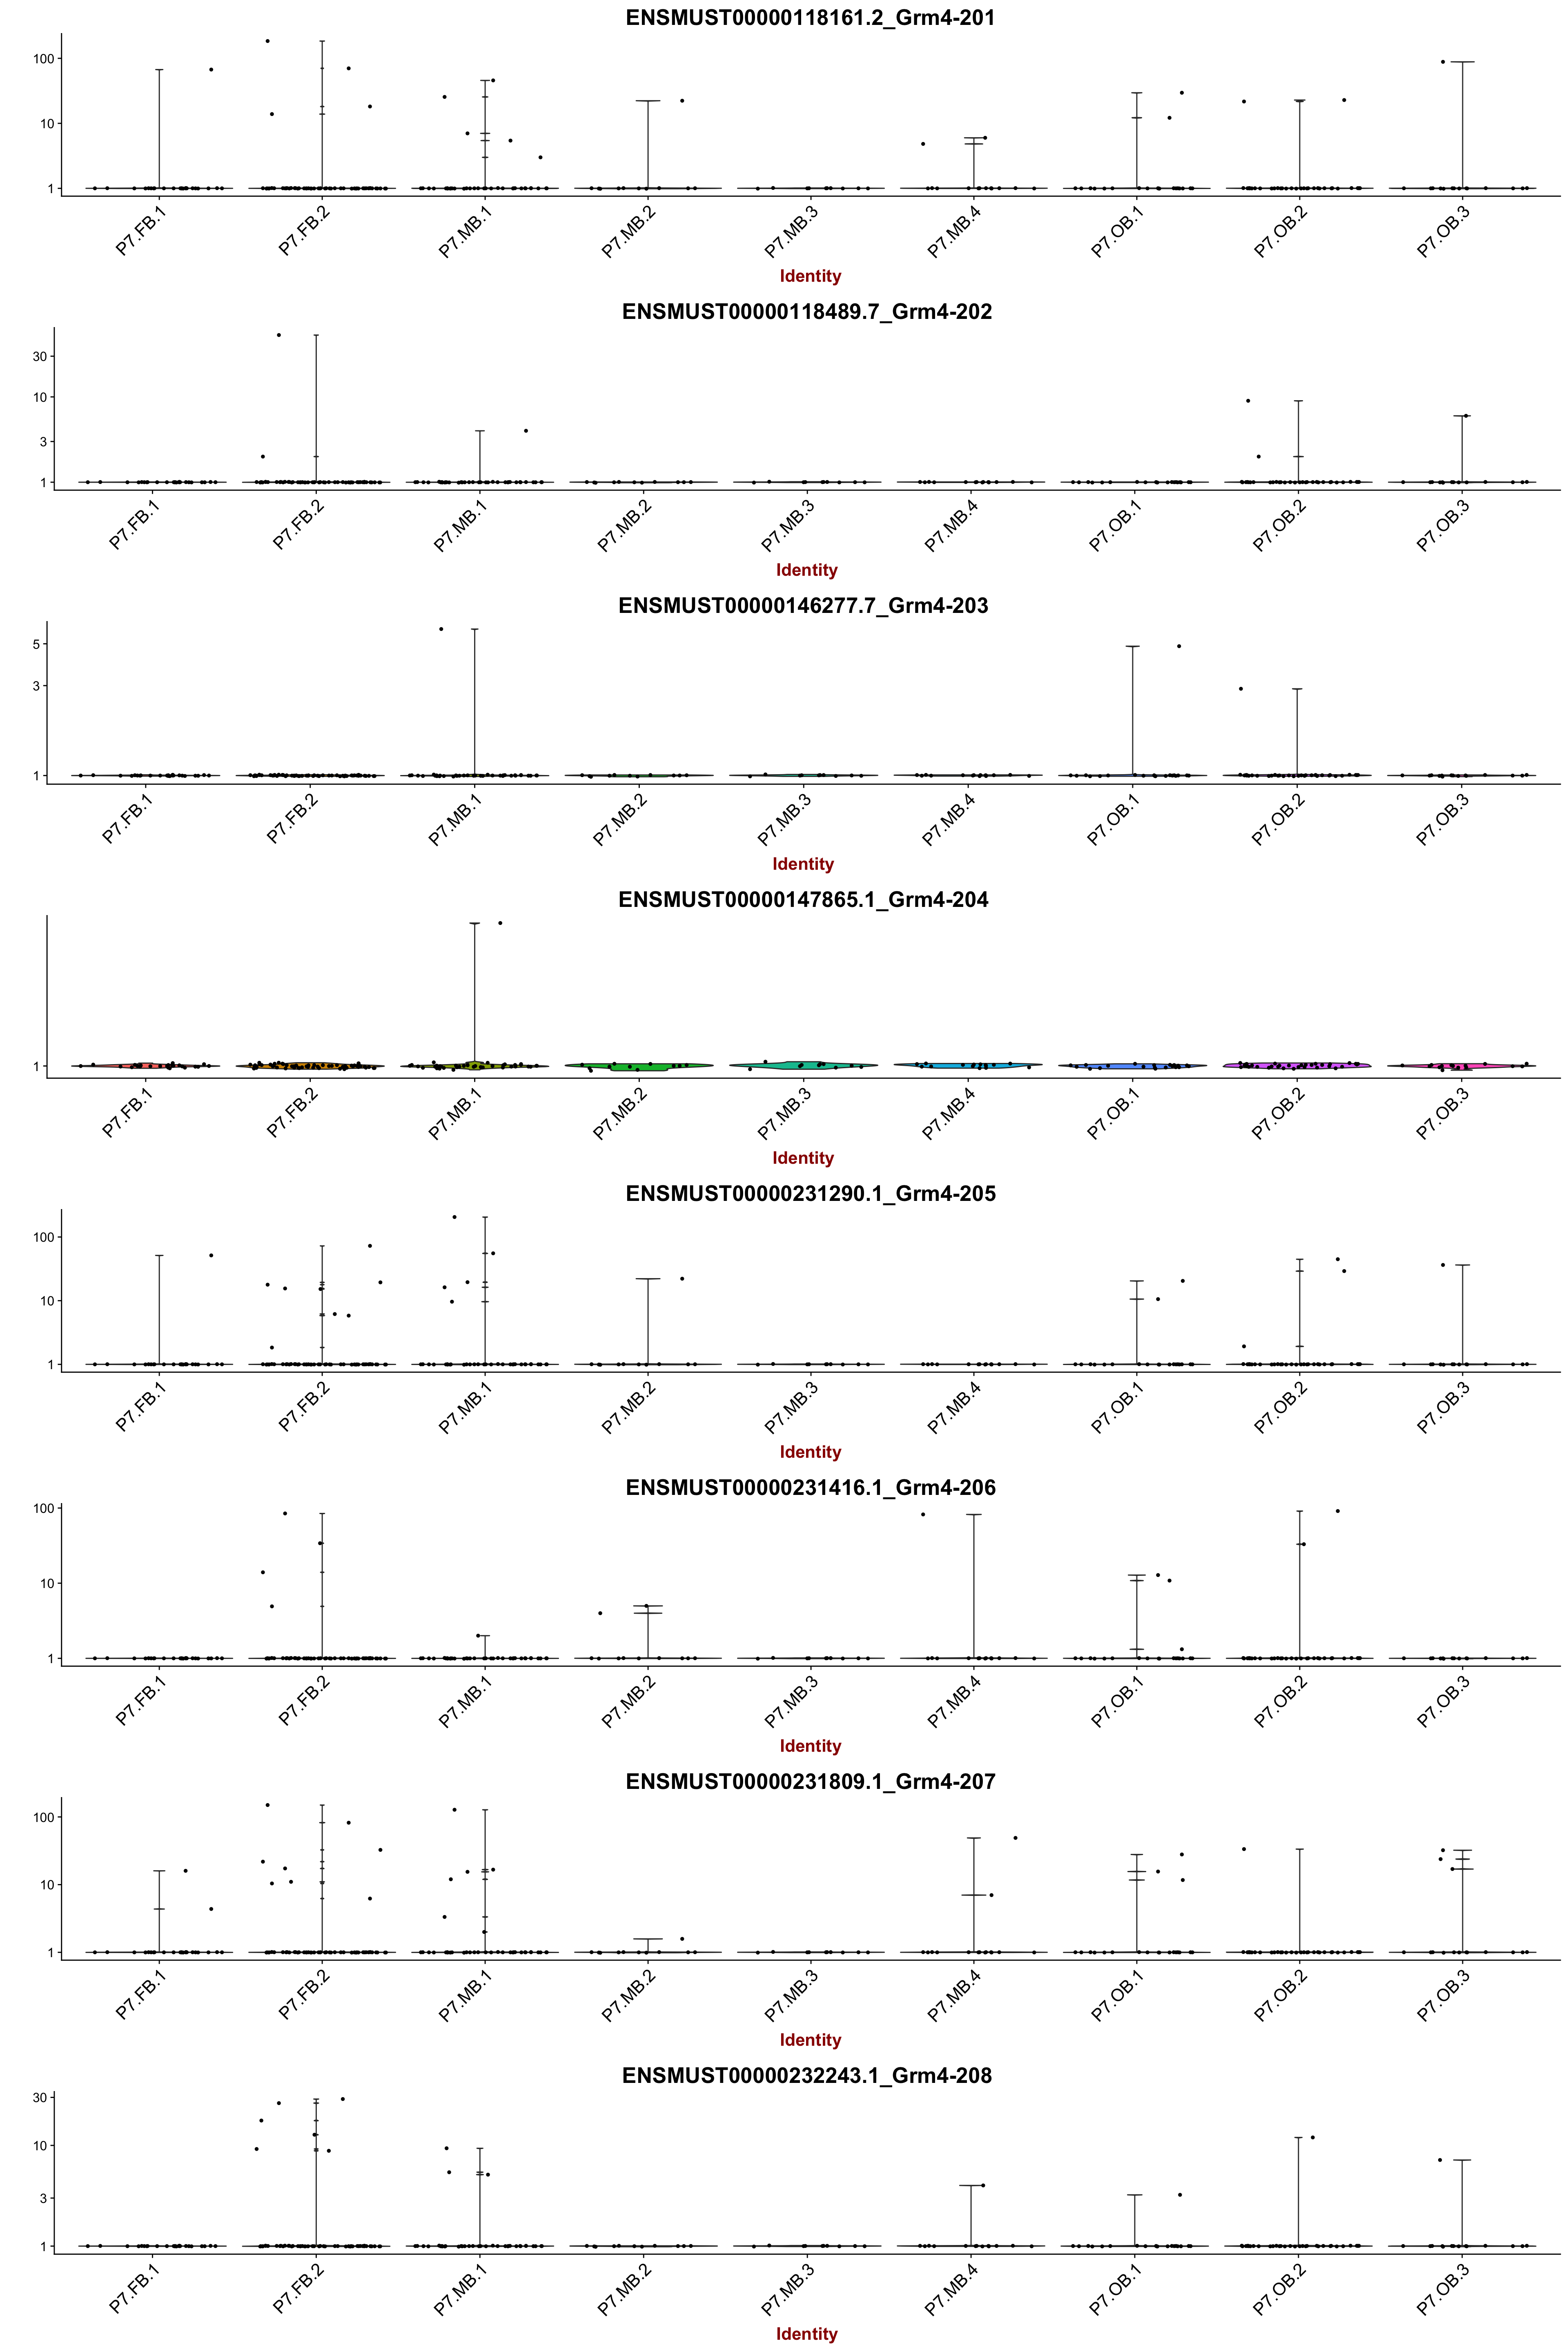 ENSMUST00000118161.2_Grm4-201
100
10
1
P7.FB.1 P7.FB.2 P7.MB.1 P7.MB.2 P7.MB.3 P7.MB.4 P7.OB.1 P7.OB.2 P7.OB.3
Identity
ENSMUST00000118489.7_Grm4-202
30
10
3
1
P7.FB.1 P7.FB.2 P7.MB.1 P7.MB.2 P7.MB.3 P7.MB.4 P7.OB.1 P7.OB.2 P7.OB.3
Identity
ENSMUST00000146277.7_Grm4-203
5
3
1
P7.FB.1 P7.FB.2 P7.MB.1 P7.MB.2 P7.MB.3 P7.MB.4 P7.OB.1 P7.OB.2 P7.OB.3
Identity
ENSMUST00000147865.1_Grm4-204
1
P7.FB.1 P7.FB.2 P7.MB.1 P7.MB.2 P7.MB.3 P7.MB.4 P7.OB.1 P7.OB.2 P7.OB.3
Identity
ENSMUST00000231290.1_Grm4-205
100
10
1
P7.FB.1 P7.FB.2 P7.MB.1 P7.MB.2 P7.MB.3 P7.MB.4 P7.OB.1 P7.OB.2 P7.OB.3
Identity
ENSMUST00000231416.1_Grm4-206
100
10
1
P7.FB.1 P7.FB.2 P7.MB.1 P7.MB.2 P7.MB.3 P7.MB.4 P7.OB.1 P7.OB.2 P7.OB.3
Identity
ENSMUST00000231809.1_Grm4-207
100
10
1
P7.FB.1 P7.FB.2 P7.MB.1 P7.MB.2 P7.MB.3 P7.MB.4 P7.OB.1 P7.OB.2 P7.OB.3
Identity
ENSMUST00000232243.1_Grm4-208
30
10
3
1
P7.FB.1 P7.FB.2 P7.MB.1 P7.MB.2 P7.MB.3 P7.MB.4 P7.OB.1 P7.OB.2 P7.OB.3
Identity